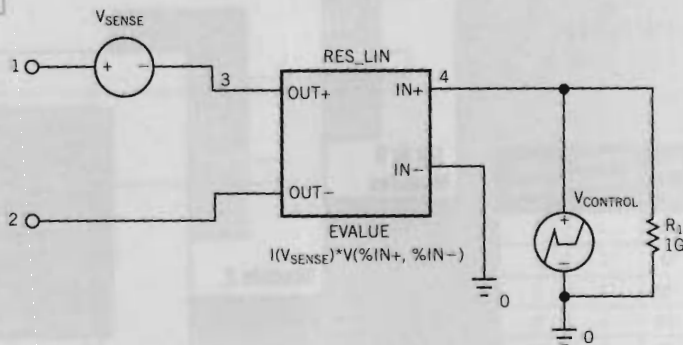 VSENSE
RES_LIN
1
+ -
3
4
OUT+
IN+
IN-
OUT-
VCONTROL
+
-
R1
1G
2
EVALUE
I(VSENSE)*V(%IN+, %IN-)
0
0